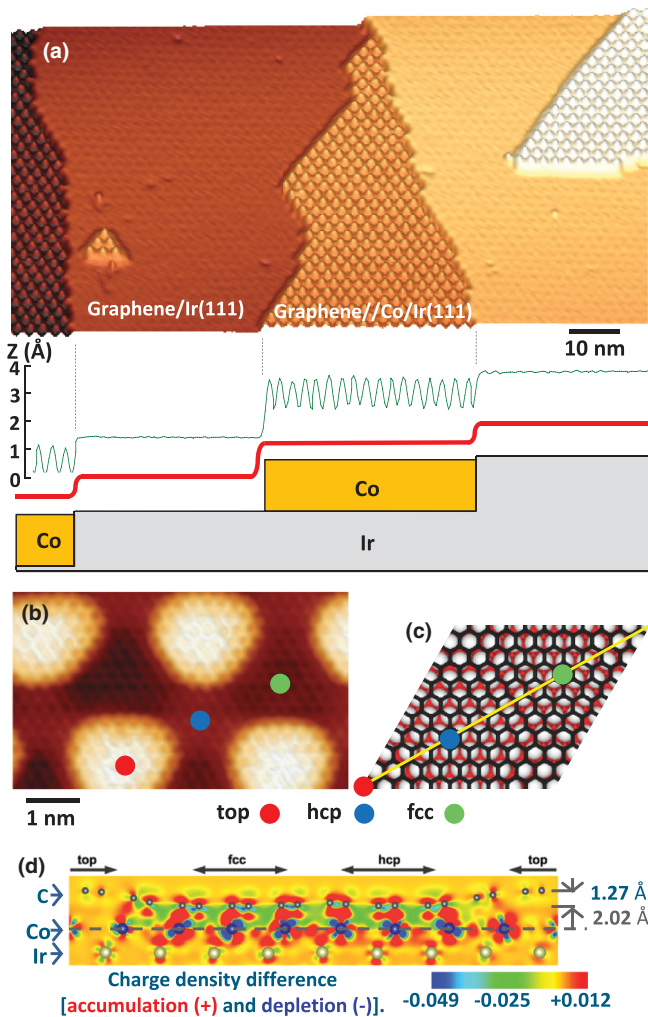 (a)
Graphene/Ir(111)
Graphene//Co/Ir(111)
10 nm
Z (Å)
4
3
2
1
0
Co
Co
Ir
(b)
(c)
1 nm
top
hcp
fcc
(d)
top
fcc
hcp
top
C
1.27 Å
2.02 Å
Co
Ir
Charge density difference
[accumulation (+) and depletion (-)].
-0.049
-0.025
+0.012